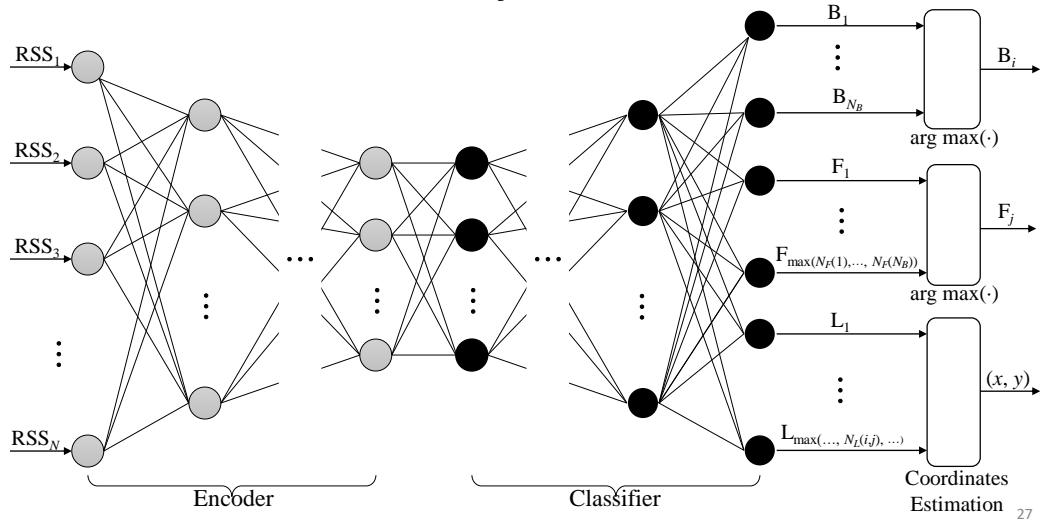 RSS1
RSS2
RSS3
RSSN
Encoder
Classifier
B1
BNB
F1
Fmax(NF(1),…, NF(NB))
L1
Lmax(…, NL(i,j), …)
arg max(·)
Bi
arg max(·)
Fj
(x, y)
Coordinates
Estimation
27